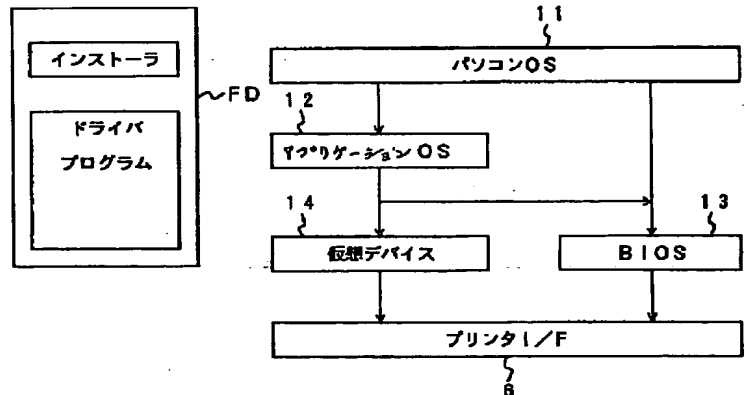 インストーラ
ドライバ
プログラム
FD
11
パソコンOS
12
アプリケーションOS
14
仮想デバイス
13
BIOS
プリンタI/F
6